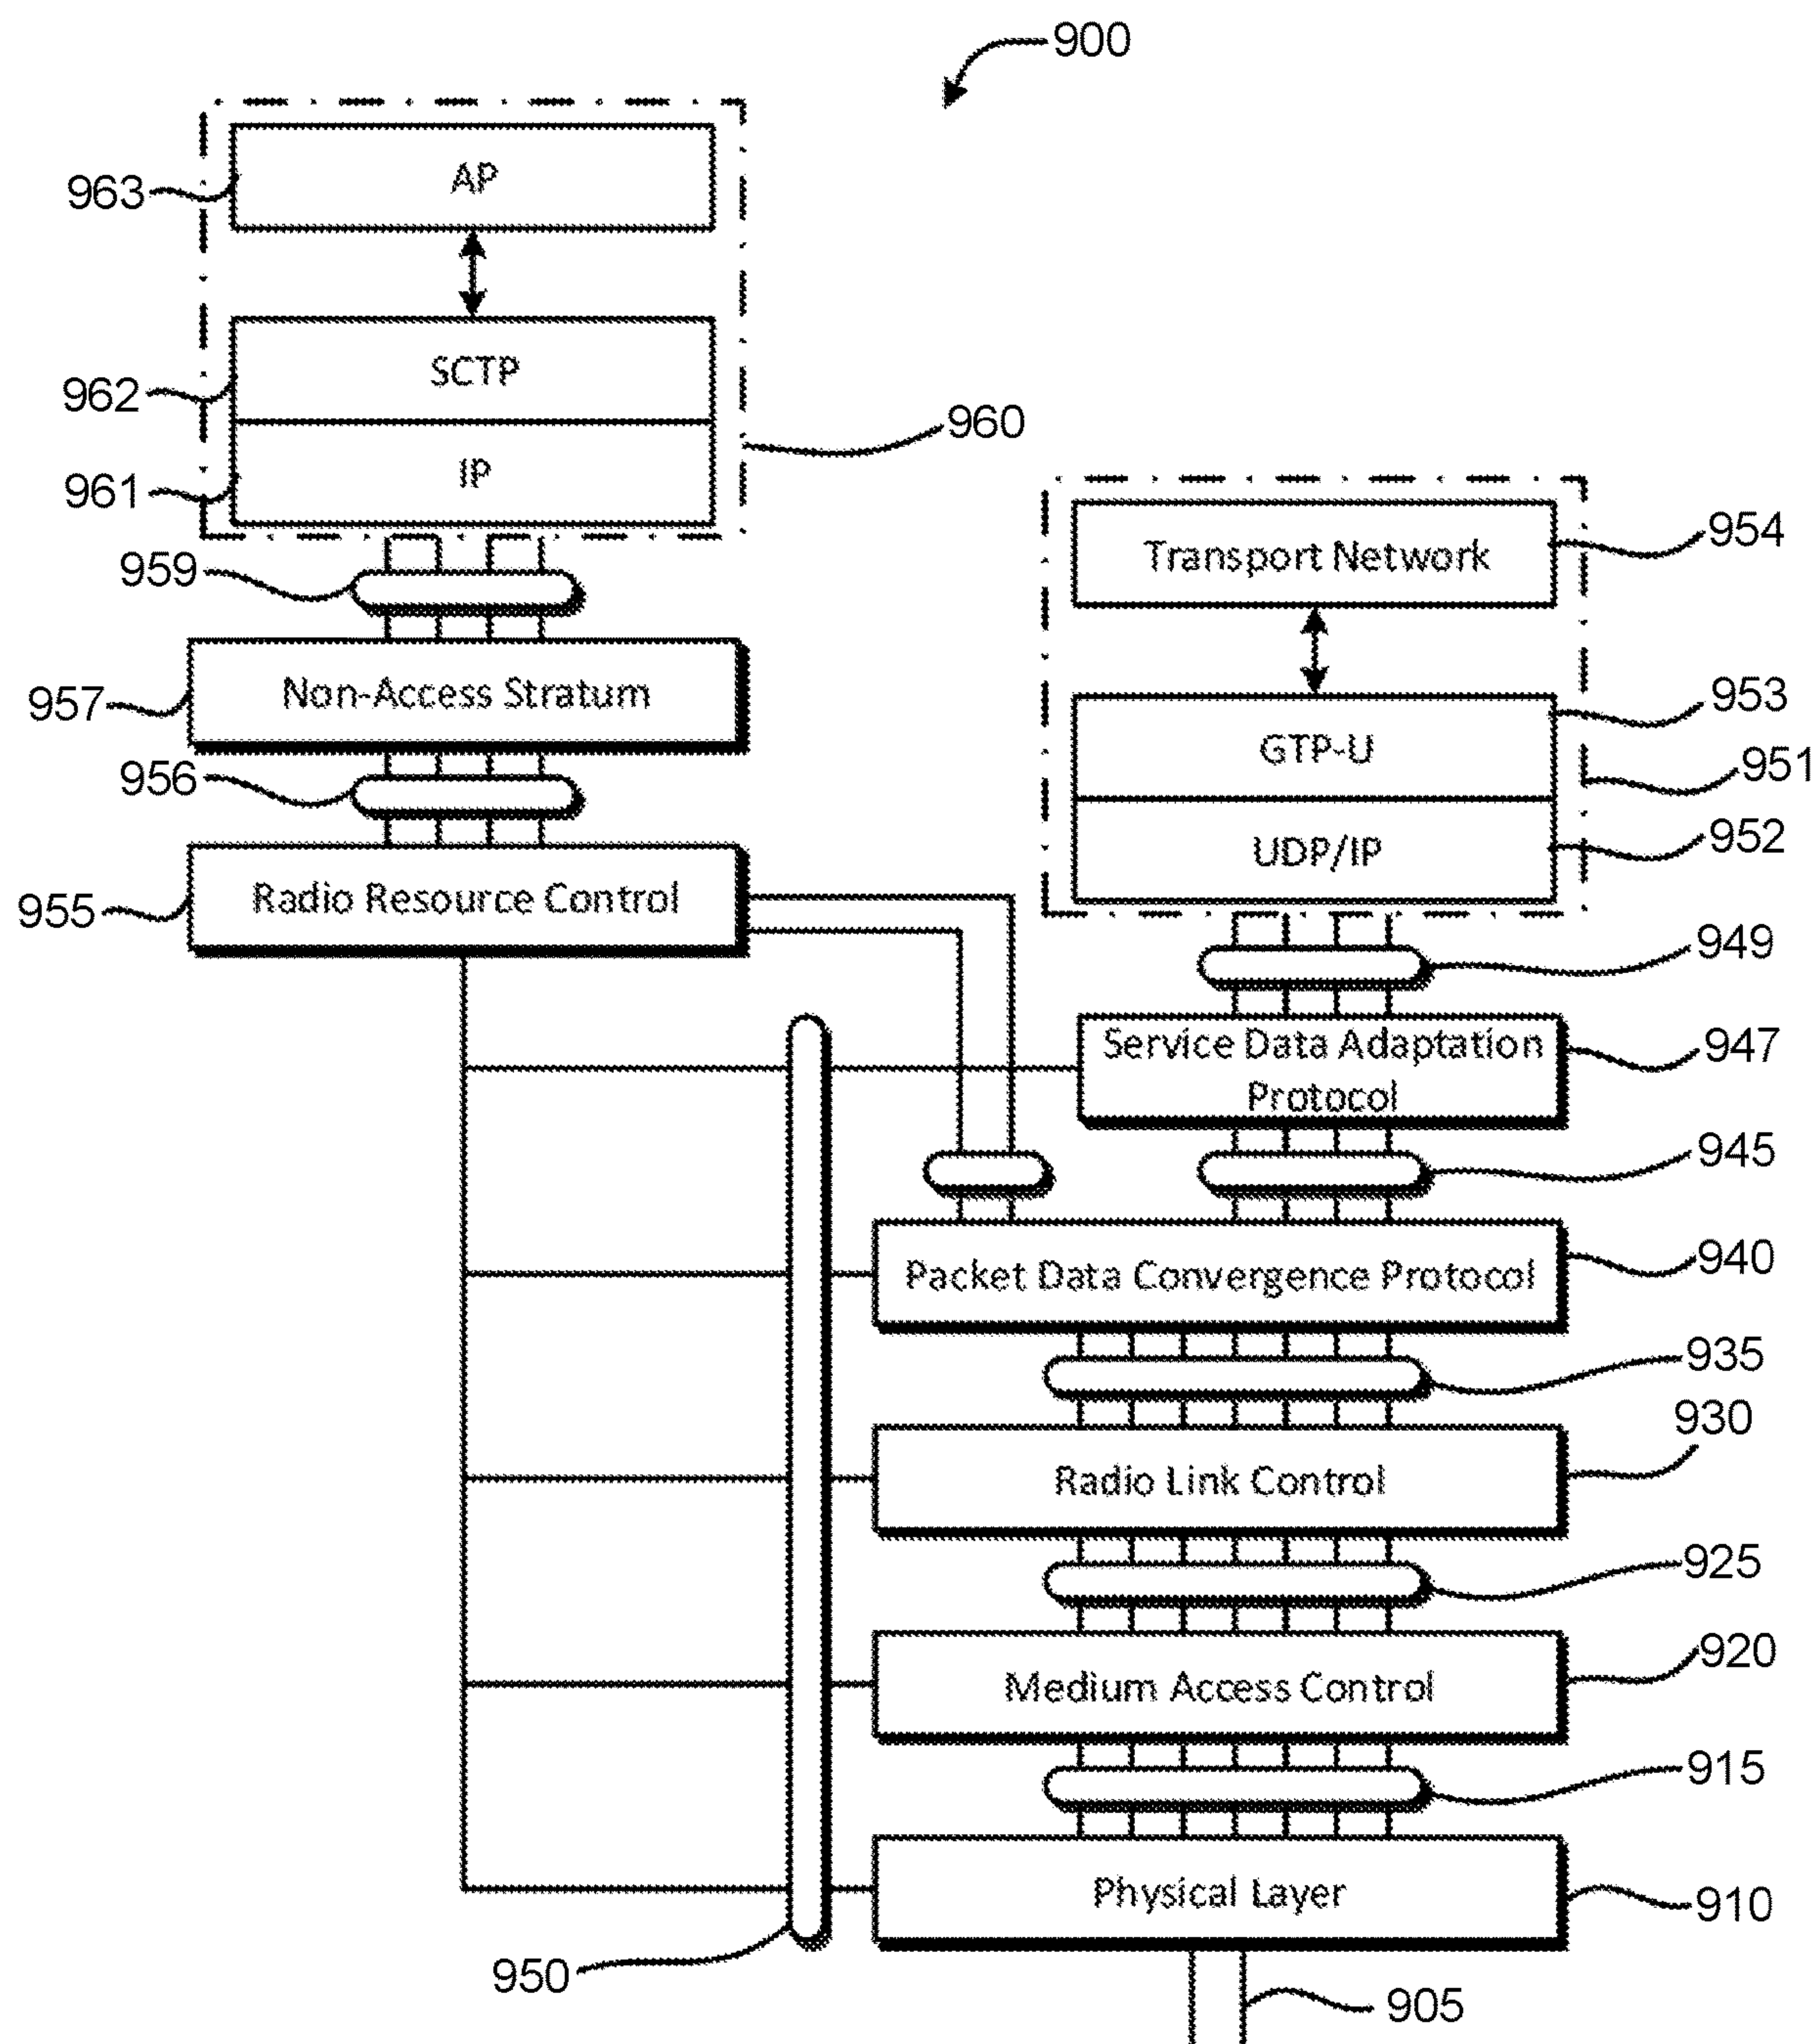 900
AP
963
SCTP
962
960
IP
961
954
Transport Network
959
957
Non-Access Stratum
953
GTP-U
951
956
952
UDP/IP
955
Radio Resource Control
949
947
Service Data Adaptation
Protocol
945
940
Packet Data Convergence Protocol
935
930
Radio Link Control
925
920
Medium Access Control
915
Physical Layer
910
950
905